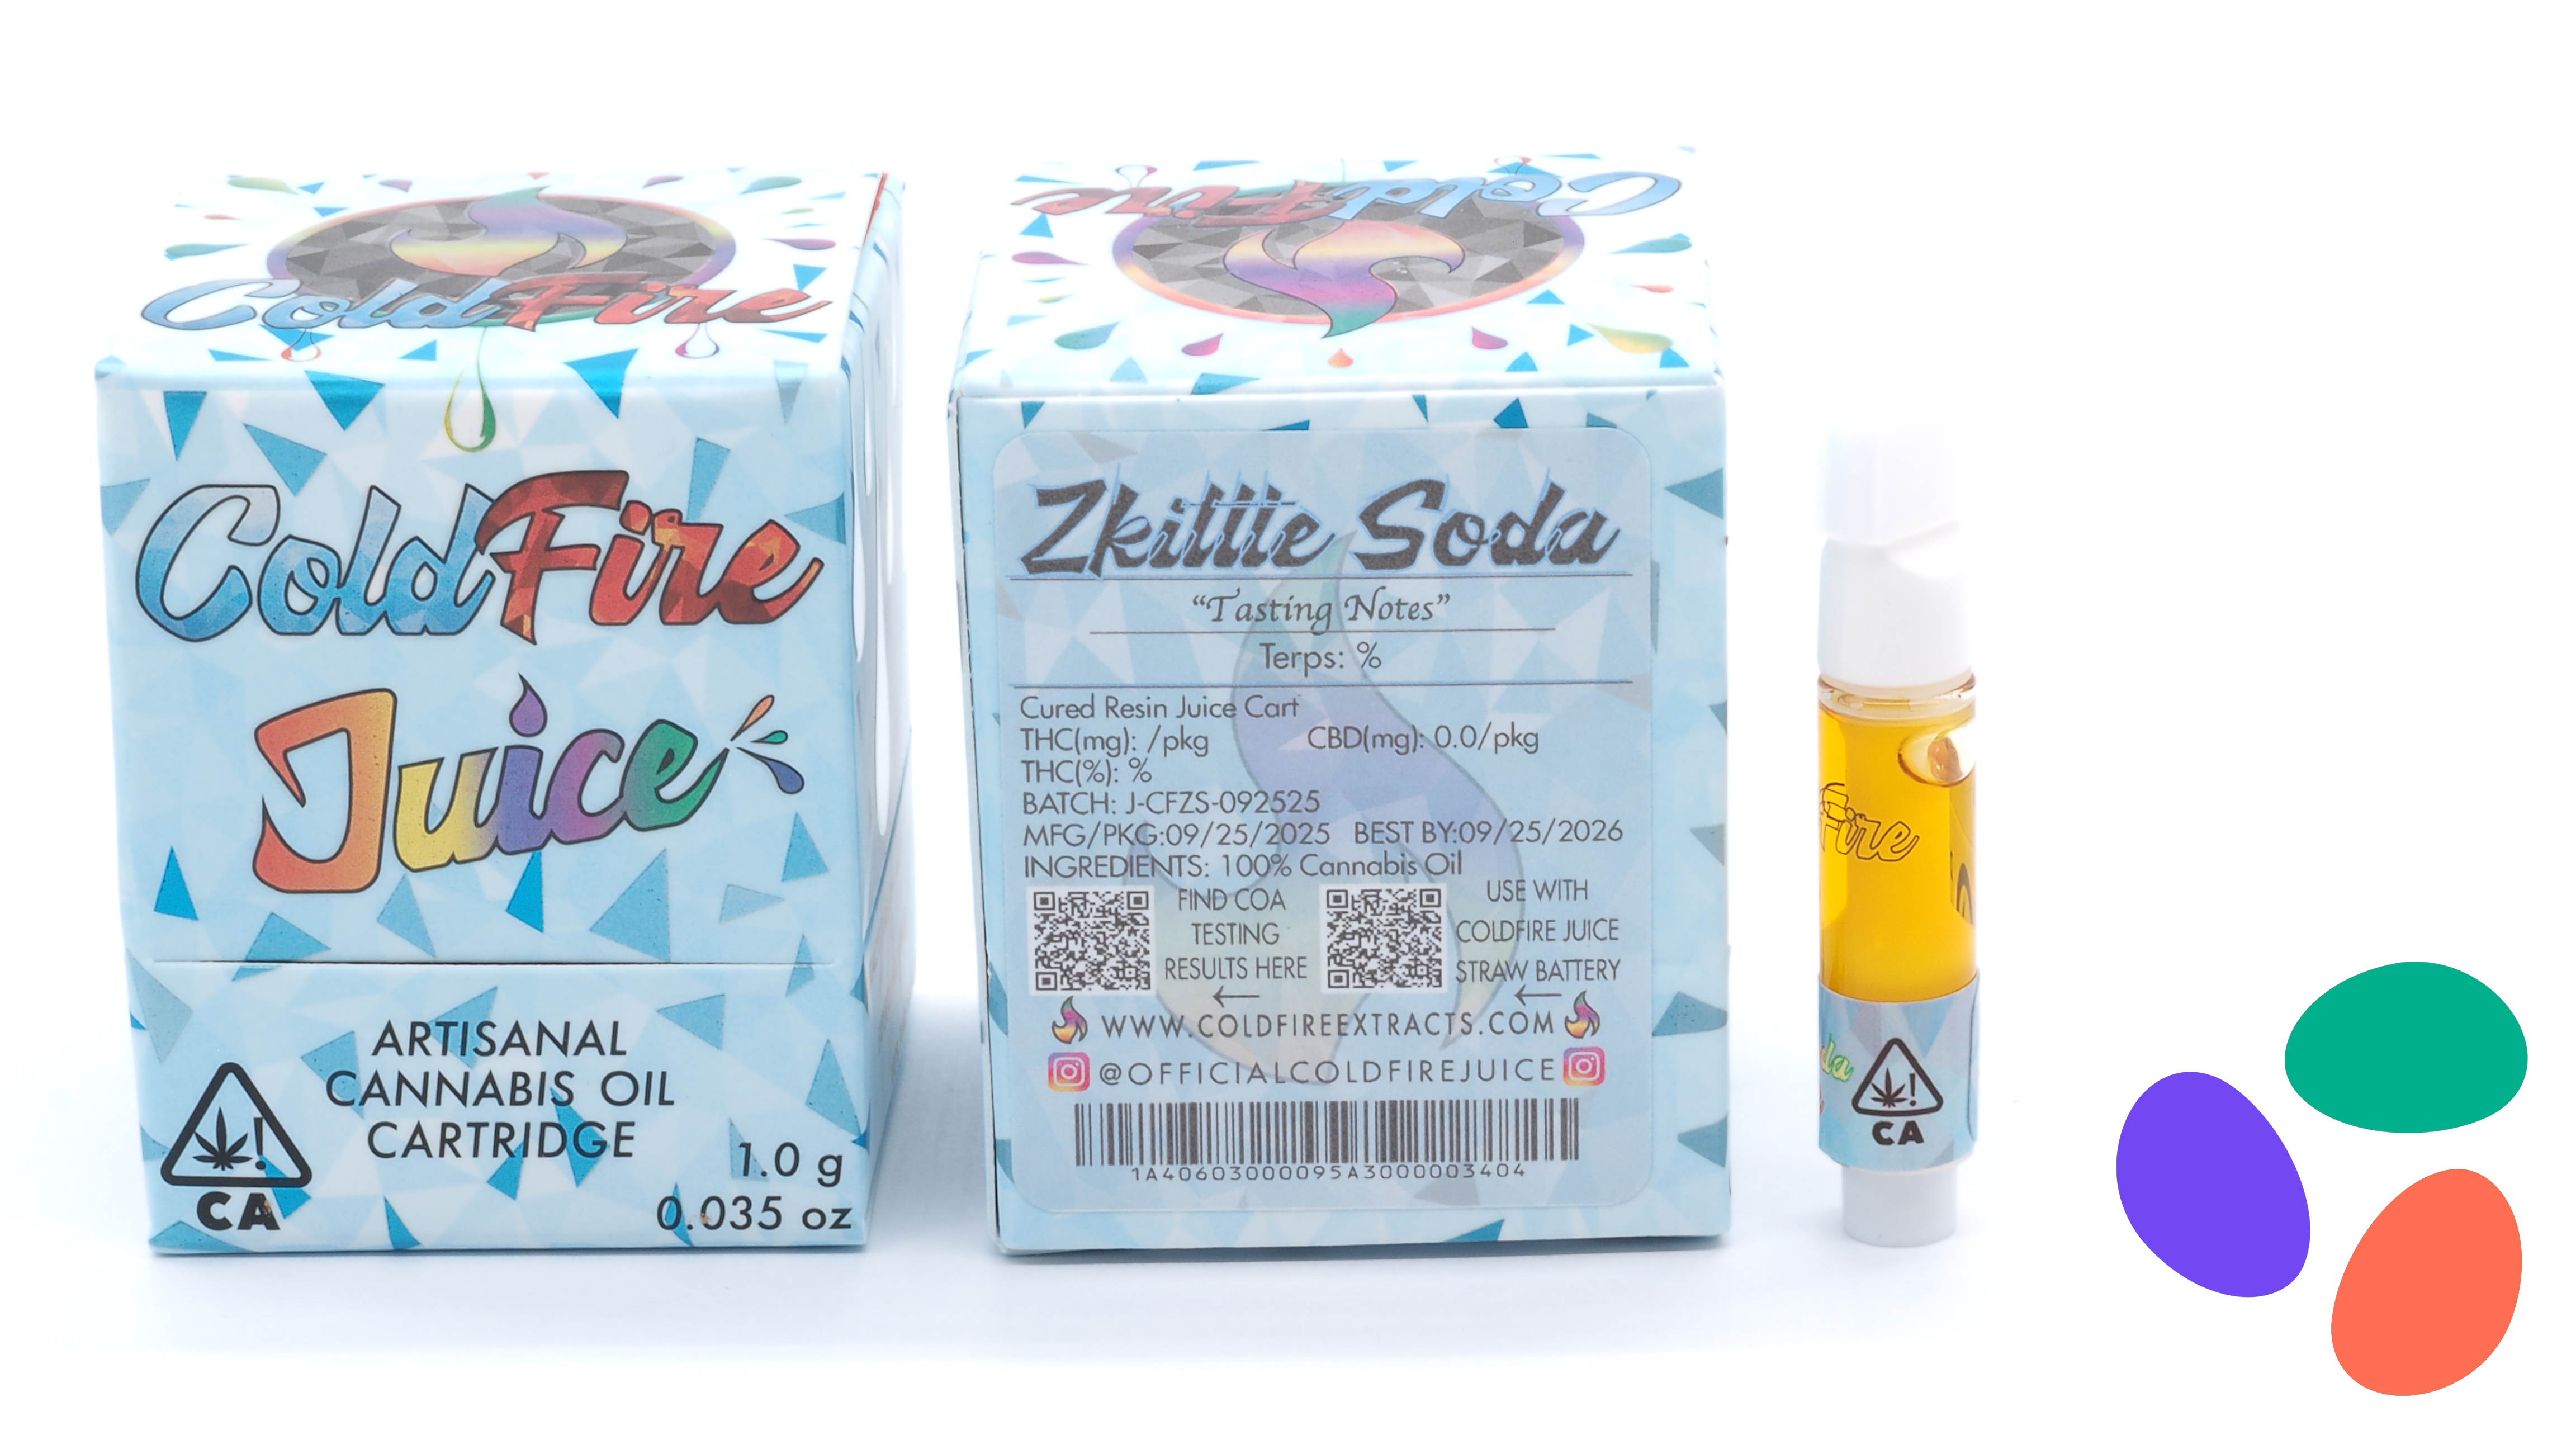 ColdFire
ColdFire
Juice
ARTISANAL
CANNABIS OIL
CARTRIDGE
CA
1.0 g
0.035 oz
ColdFire
Zkittlte Soda
“Tasting Notes”
Terps: %
Cured Resin Juice Cart
THC(mg): /pkg CBD(mg): 0.0/pkg
THC(%): %
BATCH: J-CFZS-092525
MFG/PKG:09/25/2025 BEST BY:09/25/2026
INGREDIENTS: 100% Cannabis Oil
FIND COA
TESTING
RESULTS HERE
USE WITH
COLDFIRE JUICE
STRAW BATTERY
WWW.COLDFIREEXTRACTS.COM
@OFFICIALCOLDFIREJUICE
1A40603000095A3000003404
Fire
CA